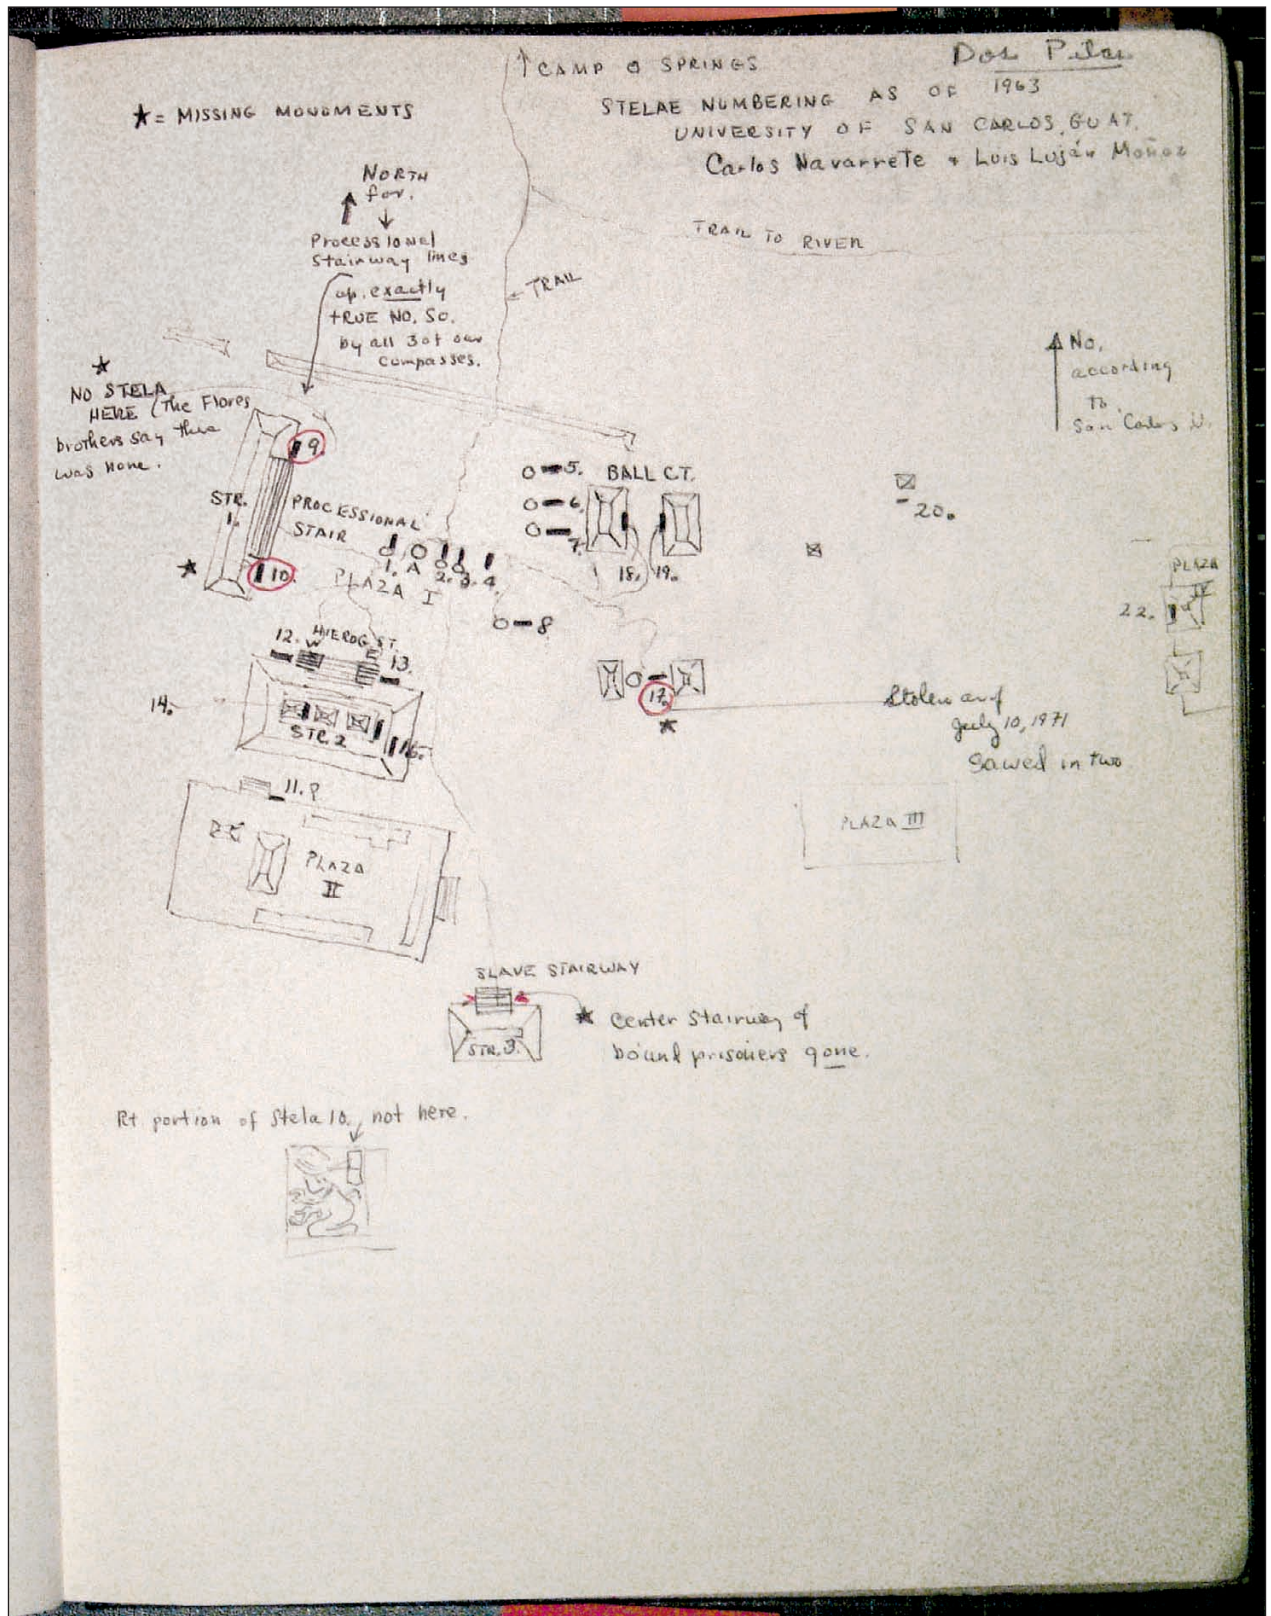 Dos Pilas
↑ CAMP & SPRINGS
★ = MISSING MONUMENTS
STELAE NUMBERING AS OF 1963
UNIVERSITY OF SAN CARLOS, GUAT.
Carlos Navarrete & Luis Luján Muñoz
NORTH
for.
Processional
Stairway lines
up exactly
TRUE NO. SO.
by all 3 of our
compasses.
TRAIL TO RIVER
← TRAIL
No.
according
to
San Carlos U.
★
NO STELA
HERE (The Flores
brothers say there
was none.
9.
STR.
1.
PROCESSIONAL
STAIR
★
10.
1. A 2. 3. 4.
PLAZA
I
5.
6.
7.
BALL CT.
18. 19.
8
20.
PLAZA
IV
22.
12. HIEROG. ST. 13.
W E
14.
STR. 2
15.
17.
★
Stolen as of
July 10, 1971
Sawed in two
11. ?
PLAZA
II
PLAZA III
SLAVE STAIRWAY
STR. 3.
★ Center Stairway of
bound prisoners gone.
Rt portion of Stela 10, not here.